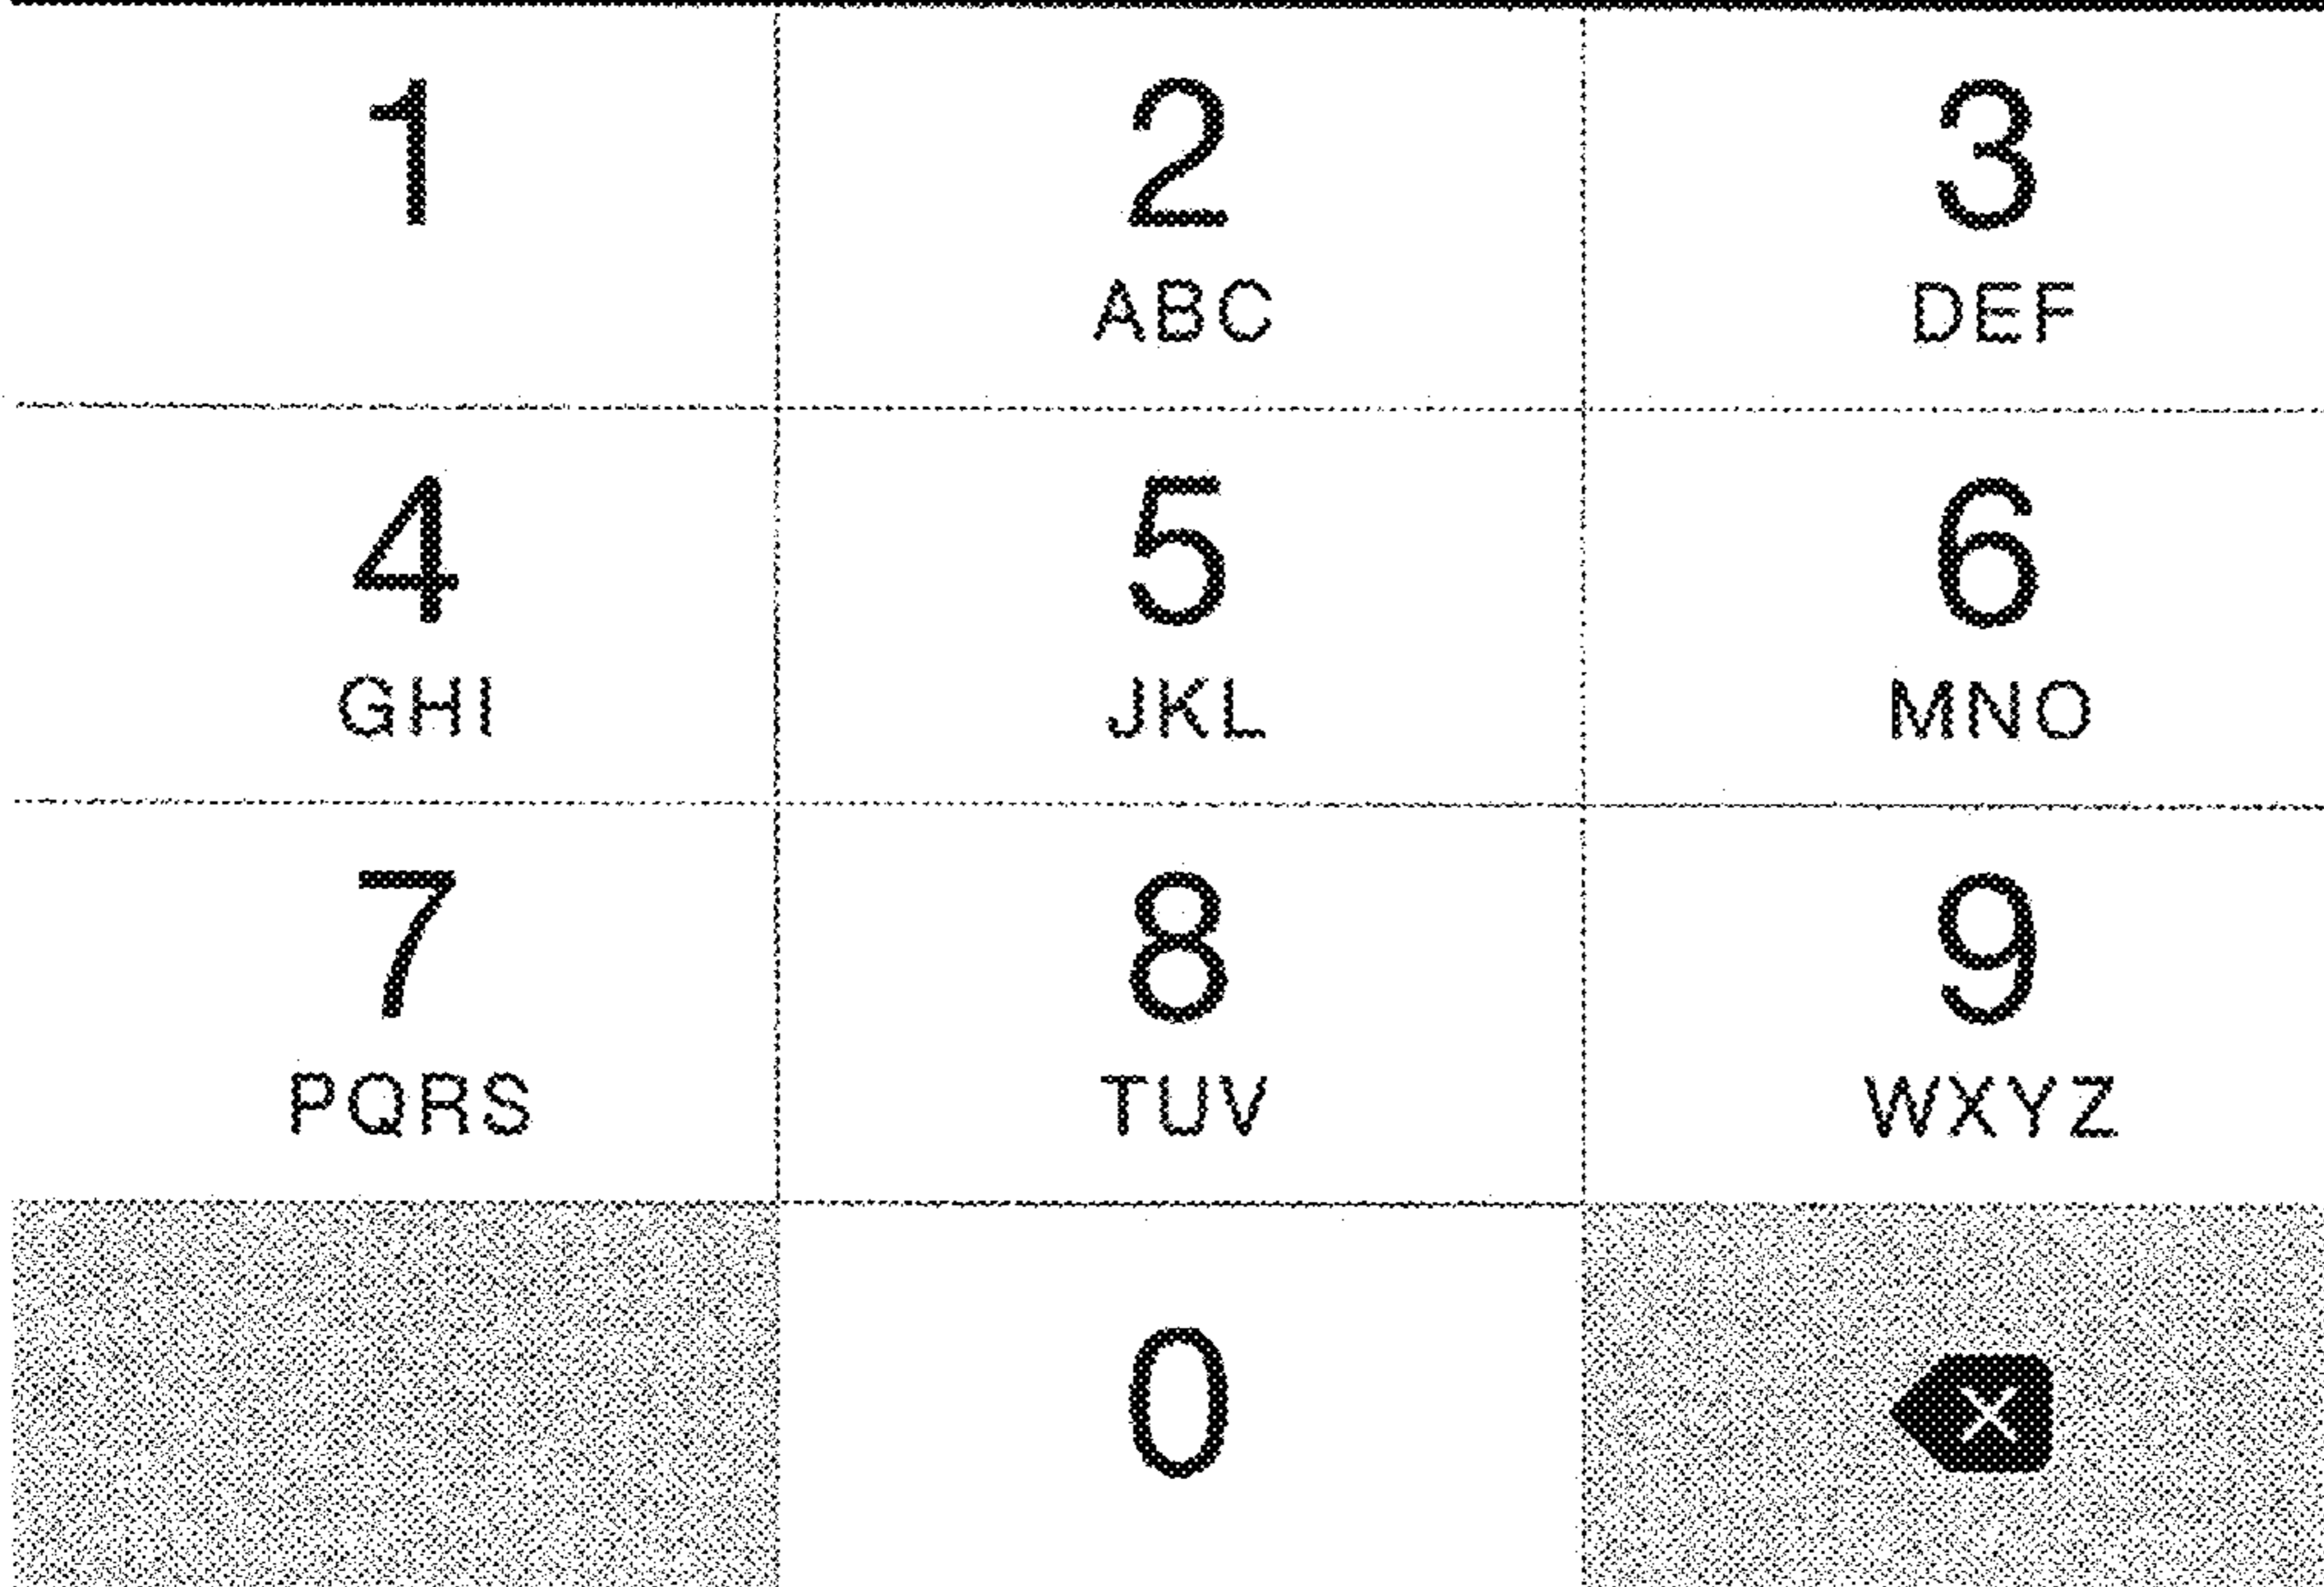 1 2 3
ABC DEF
4 5 6
GHI JKL MNO
7 8 9
PQRS TUV WXYZ
0